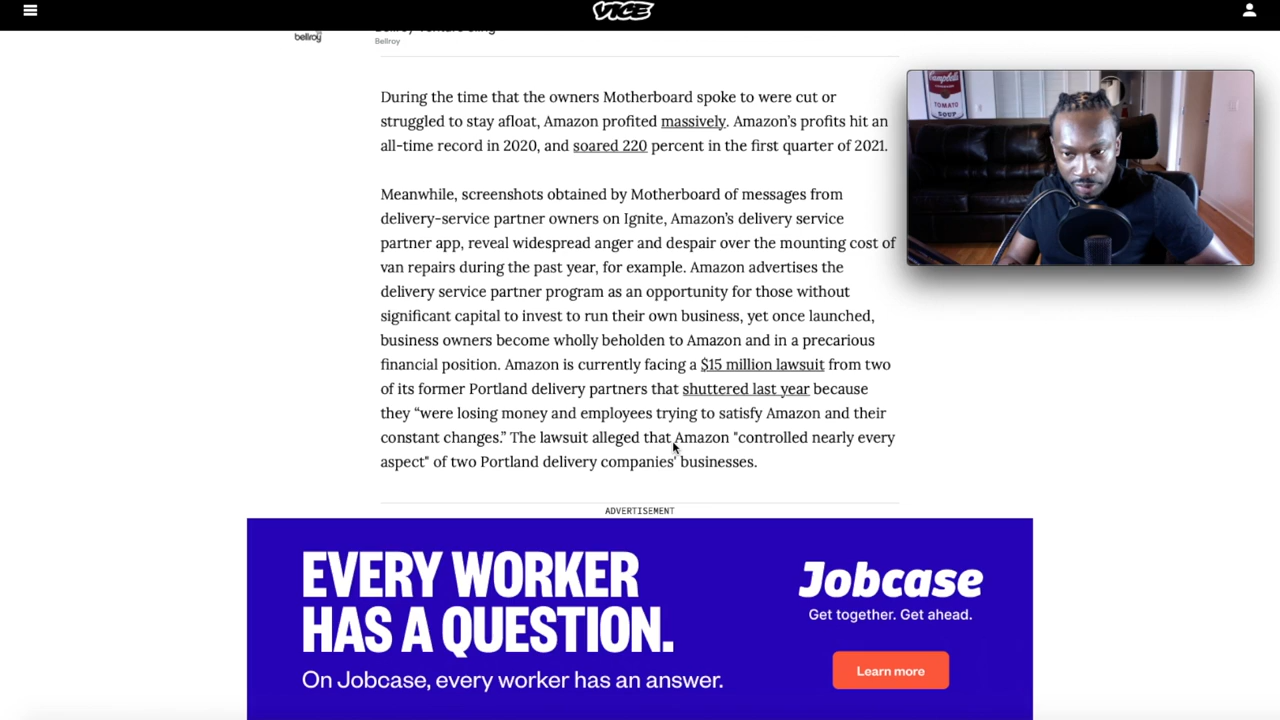 VICE
bellroy
Bellroy Venture Sling
Bellroy
During the time that the owners Motherboard spoke to were cut or
struggled to stay afloat, Amazon profited massively. Amazon’s profits hit an
all-time record in 2020, and soared 220 percent in the first quarter of 2021.
Meanwhile, screenshots obtained by Motherboard of messages from
delivery-service partner owners on Ignite, Amazon’s delivery service
partner app, reveal widespread anger and despair over the mounting cost of
van repairs during the past year, for example. Amazon advertises the
delivery service partner program as an opportunity for those without
significant capital to invest to run their own business, yet once launched,
business owners become wholly beholden to Amazon and in a precarious
financial position. Amazon is currently facing a $15 million lawsuit from two
of its former Portland delivery partners that shuttered last year because
they “were losing money and employees trying to satisfy Amazon and their
constant changes.” The lawsuit alleged that Amazon "controlled nearly every
aspect" of two Portland delivery companies' businesses.
Campbell's
TOMATO
SOUP
ADVERTISEMENT
EVERY WORKER
HAS A QUESTION.
On Jobcase, every worker has an answer.
Jobcase
Get together. Get ahead.
Learn more